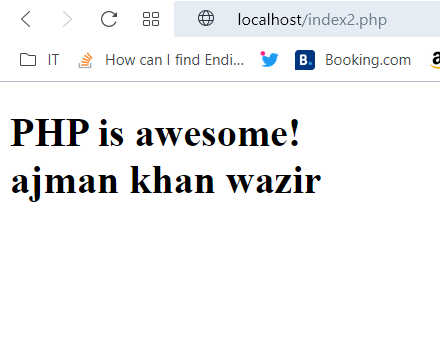 localhost/index2.php
IT
How can I find Endi...
B.
Booking.com
a
PHP is awesome!
ajman khan wazir